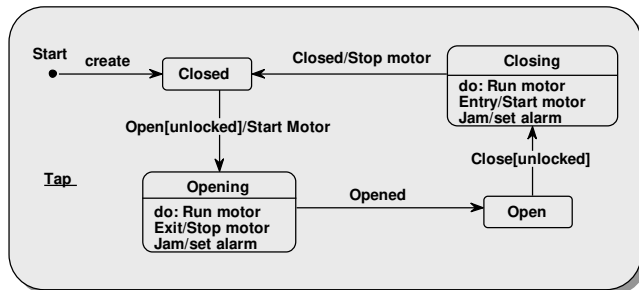 Start
create
Closed
Closed/Stop motor
Closing
do: Run motor
Entry/Start motor
Jam/set alarm
Open[unlocked]/Start Motor
Close[unlocked]
Tap
Opening
do: Run motor
Exit/Stop motor
Jam/set alarm
Opened
Open